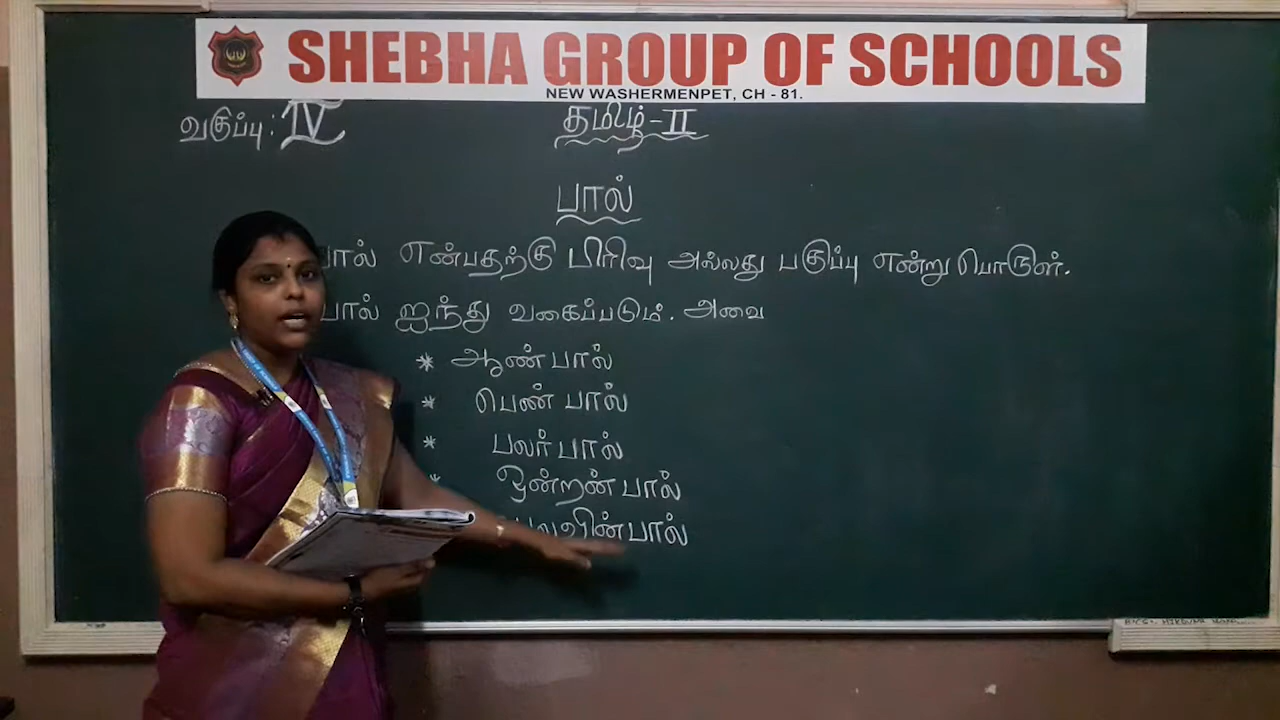 SHEBHA GROUP OF SCHOOLS
NEW WASHERMENPET, CH - 81.
வகுப்பு : IV
தமிழ் - II
பால்
பால் என்பதற்கு பிரிவு அல்லது பகுப்பு என்று பொருள்.
பால் ஐந்து வகைப்படும். அவை
* ஆண் பால்
* பெண் பால்
* பலர் பால்
* ஒன்றன் பால்
பலவின் பால்